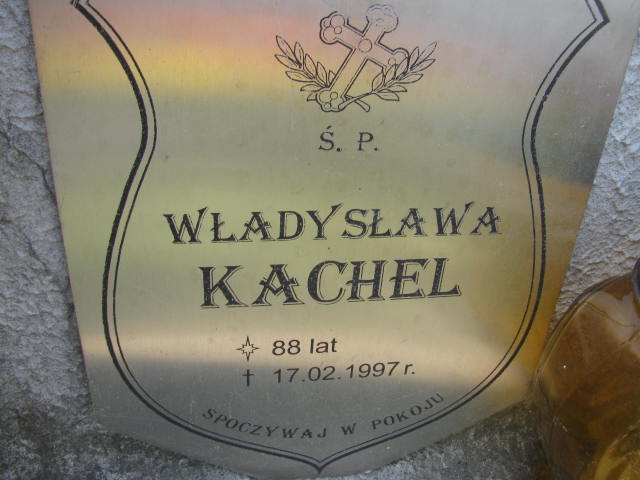 Ś. P.
WŁADYSŁAWA
KACHEL
88 lat
† 17.02.1997 r.
SPOCZYWAJ W POKOJU